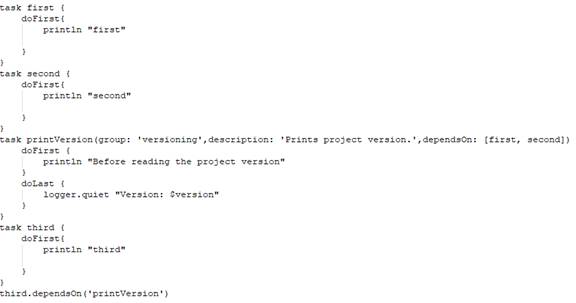 task first {
    doFirst{
        println "first"

    }
}
task second {
    doFirst{
        println "second"

    }
}
task printVersion(group: 'versioning',description: 'Prints project version.',dependsOn: [first, second])
    doFirst {
        println "Before reading the project version"
    }
    doLast {
        logger.quiet "Version: $version"
    }
}
task third {
    doFirst{
        println "third"

    }
}
third.dependsOn('printVersion')